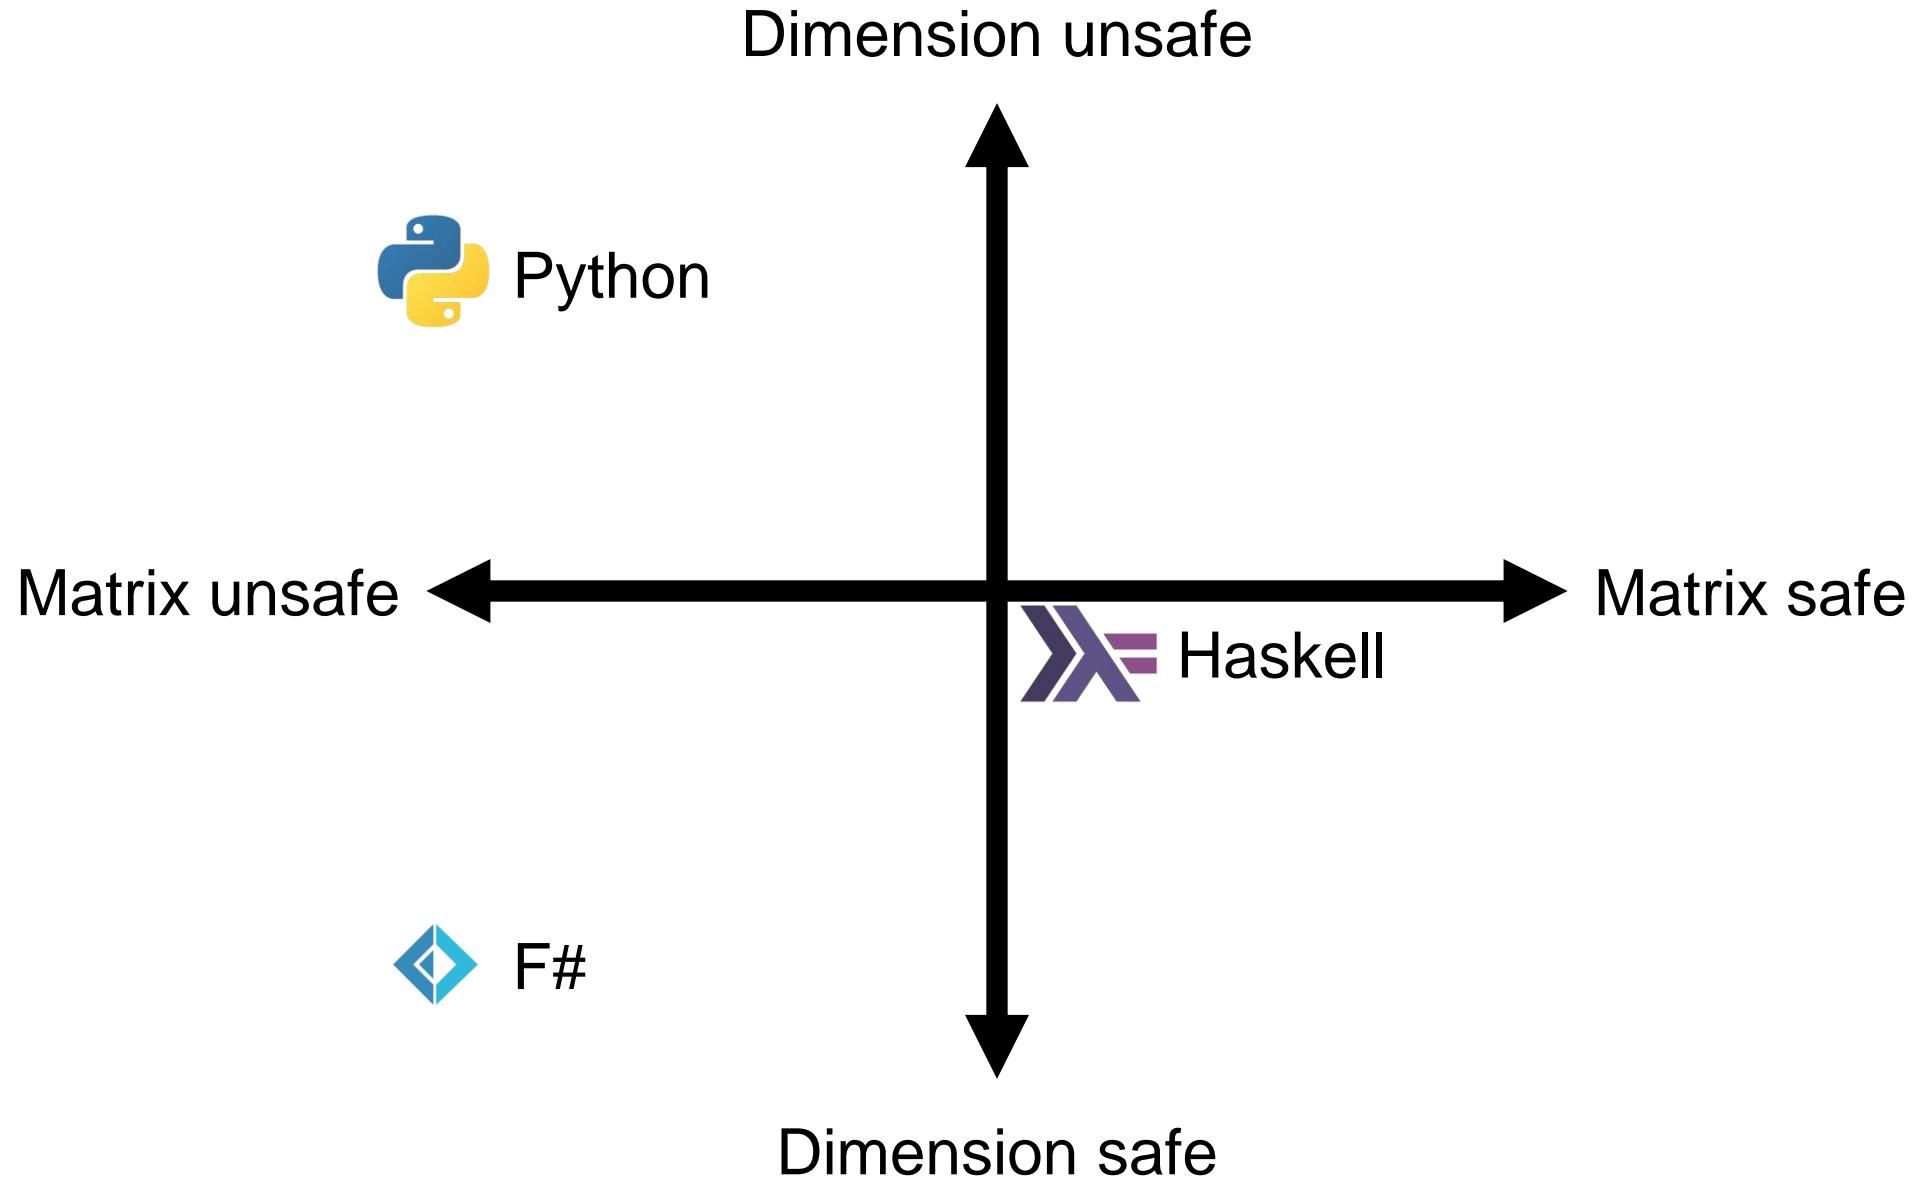 Dimension unsafe
Python
Matrix unsafe
Matrix safe
Haskell
F#
Dimension safe